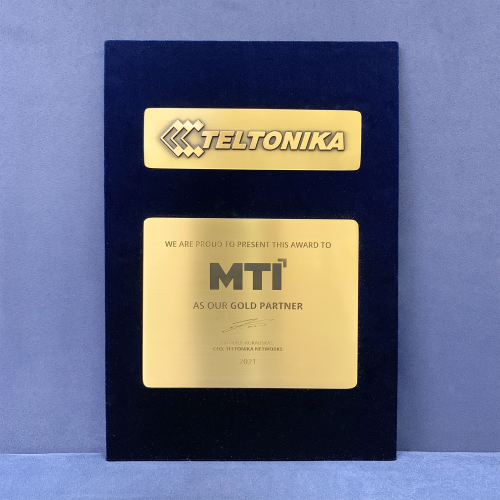 TELTONIKA
WE ARE PROUD TO PRESENT THIS AWARD TO
MTI
AS OUR GOLD PARTNER
CEO, TELTONIKA NETWORKS
2021